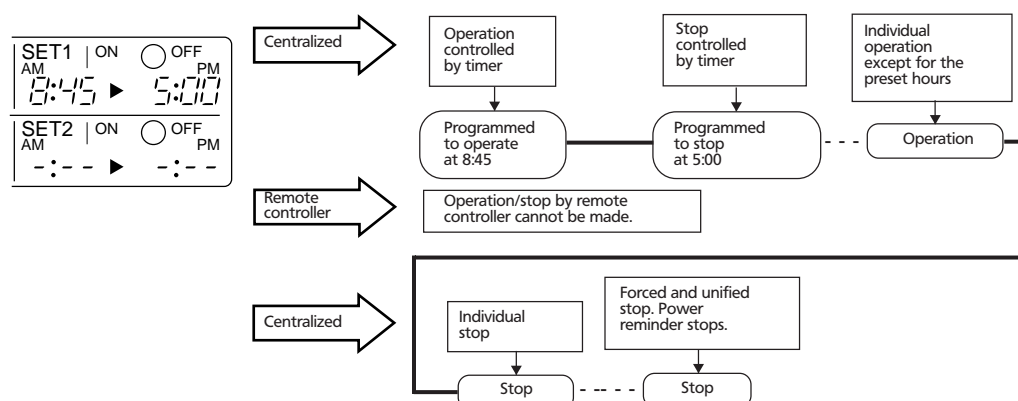 SET1 ON OFF
AM PM
8:45 ▶ 5:00
SET2 ON OFF
AM PM
-:-- ▶ -:--
Centralized
Operation
controlled
by timer
Stop
controlled
by timer
Individual
operation
except for the
preset hours
Programmed
to operate
at 8:45
Programmed
to stop
at 5:00
Operation
Remote
controller
Operation/stop by remote
controller cannot be made.
Centralized
Individual
stop
Forced and unified
stop. Power
reminder stops.
Stop
Stop